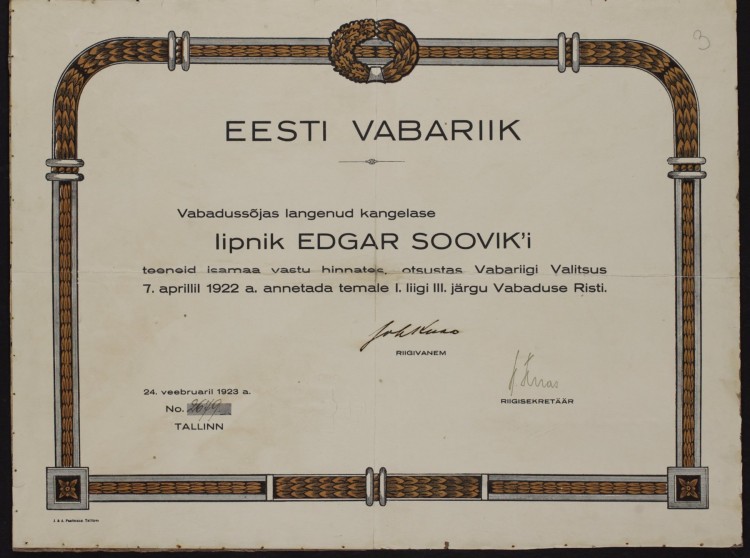 3
EESTI VABARIIK
Vabadussõjas langenud kangelase
lipnik EDGAR SOOVIK'i
teeneid isamaa vastu hinnates, otsustas Vabariigi Valitsus
7. aprillil 1922 a. annetada temale I. liigi III. järgu Vabaduse Risti.
RIIGIVANEM
RIIGISEKRETÄÄR
24. veebruaril 1923 a.
No. 2649
TALLINN